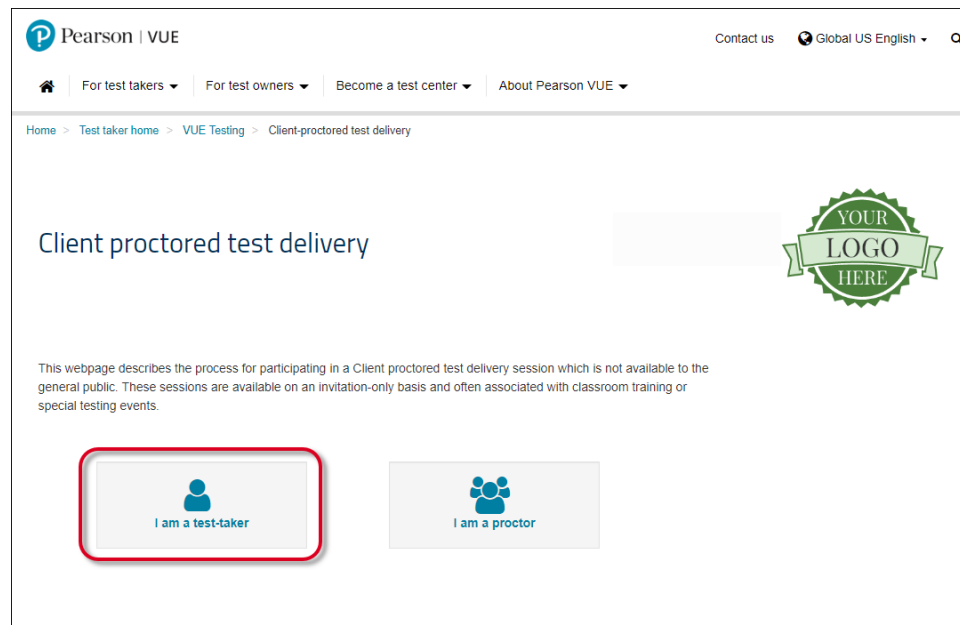 Pearson | VUE
Contact us Global US English
For test takers For test owners Become a test center About Pearson VUE
Home > Test taker home > VUE Testing > Client-proctored test delivery
YOUR
LOGO
HERE
Client proctored test delivery
This webpage describes the process for participating in a Client proctored test delivery session which is not available to the
general public. These sessions are available on an invitation-only basis and often associated with classroom training or
special testing events.
I am a test-taker
I am a proctor